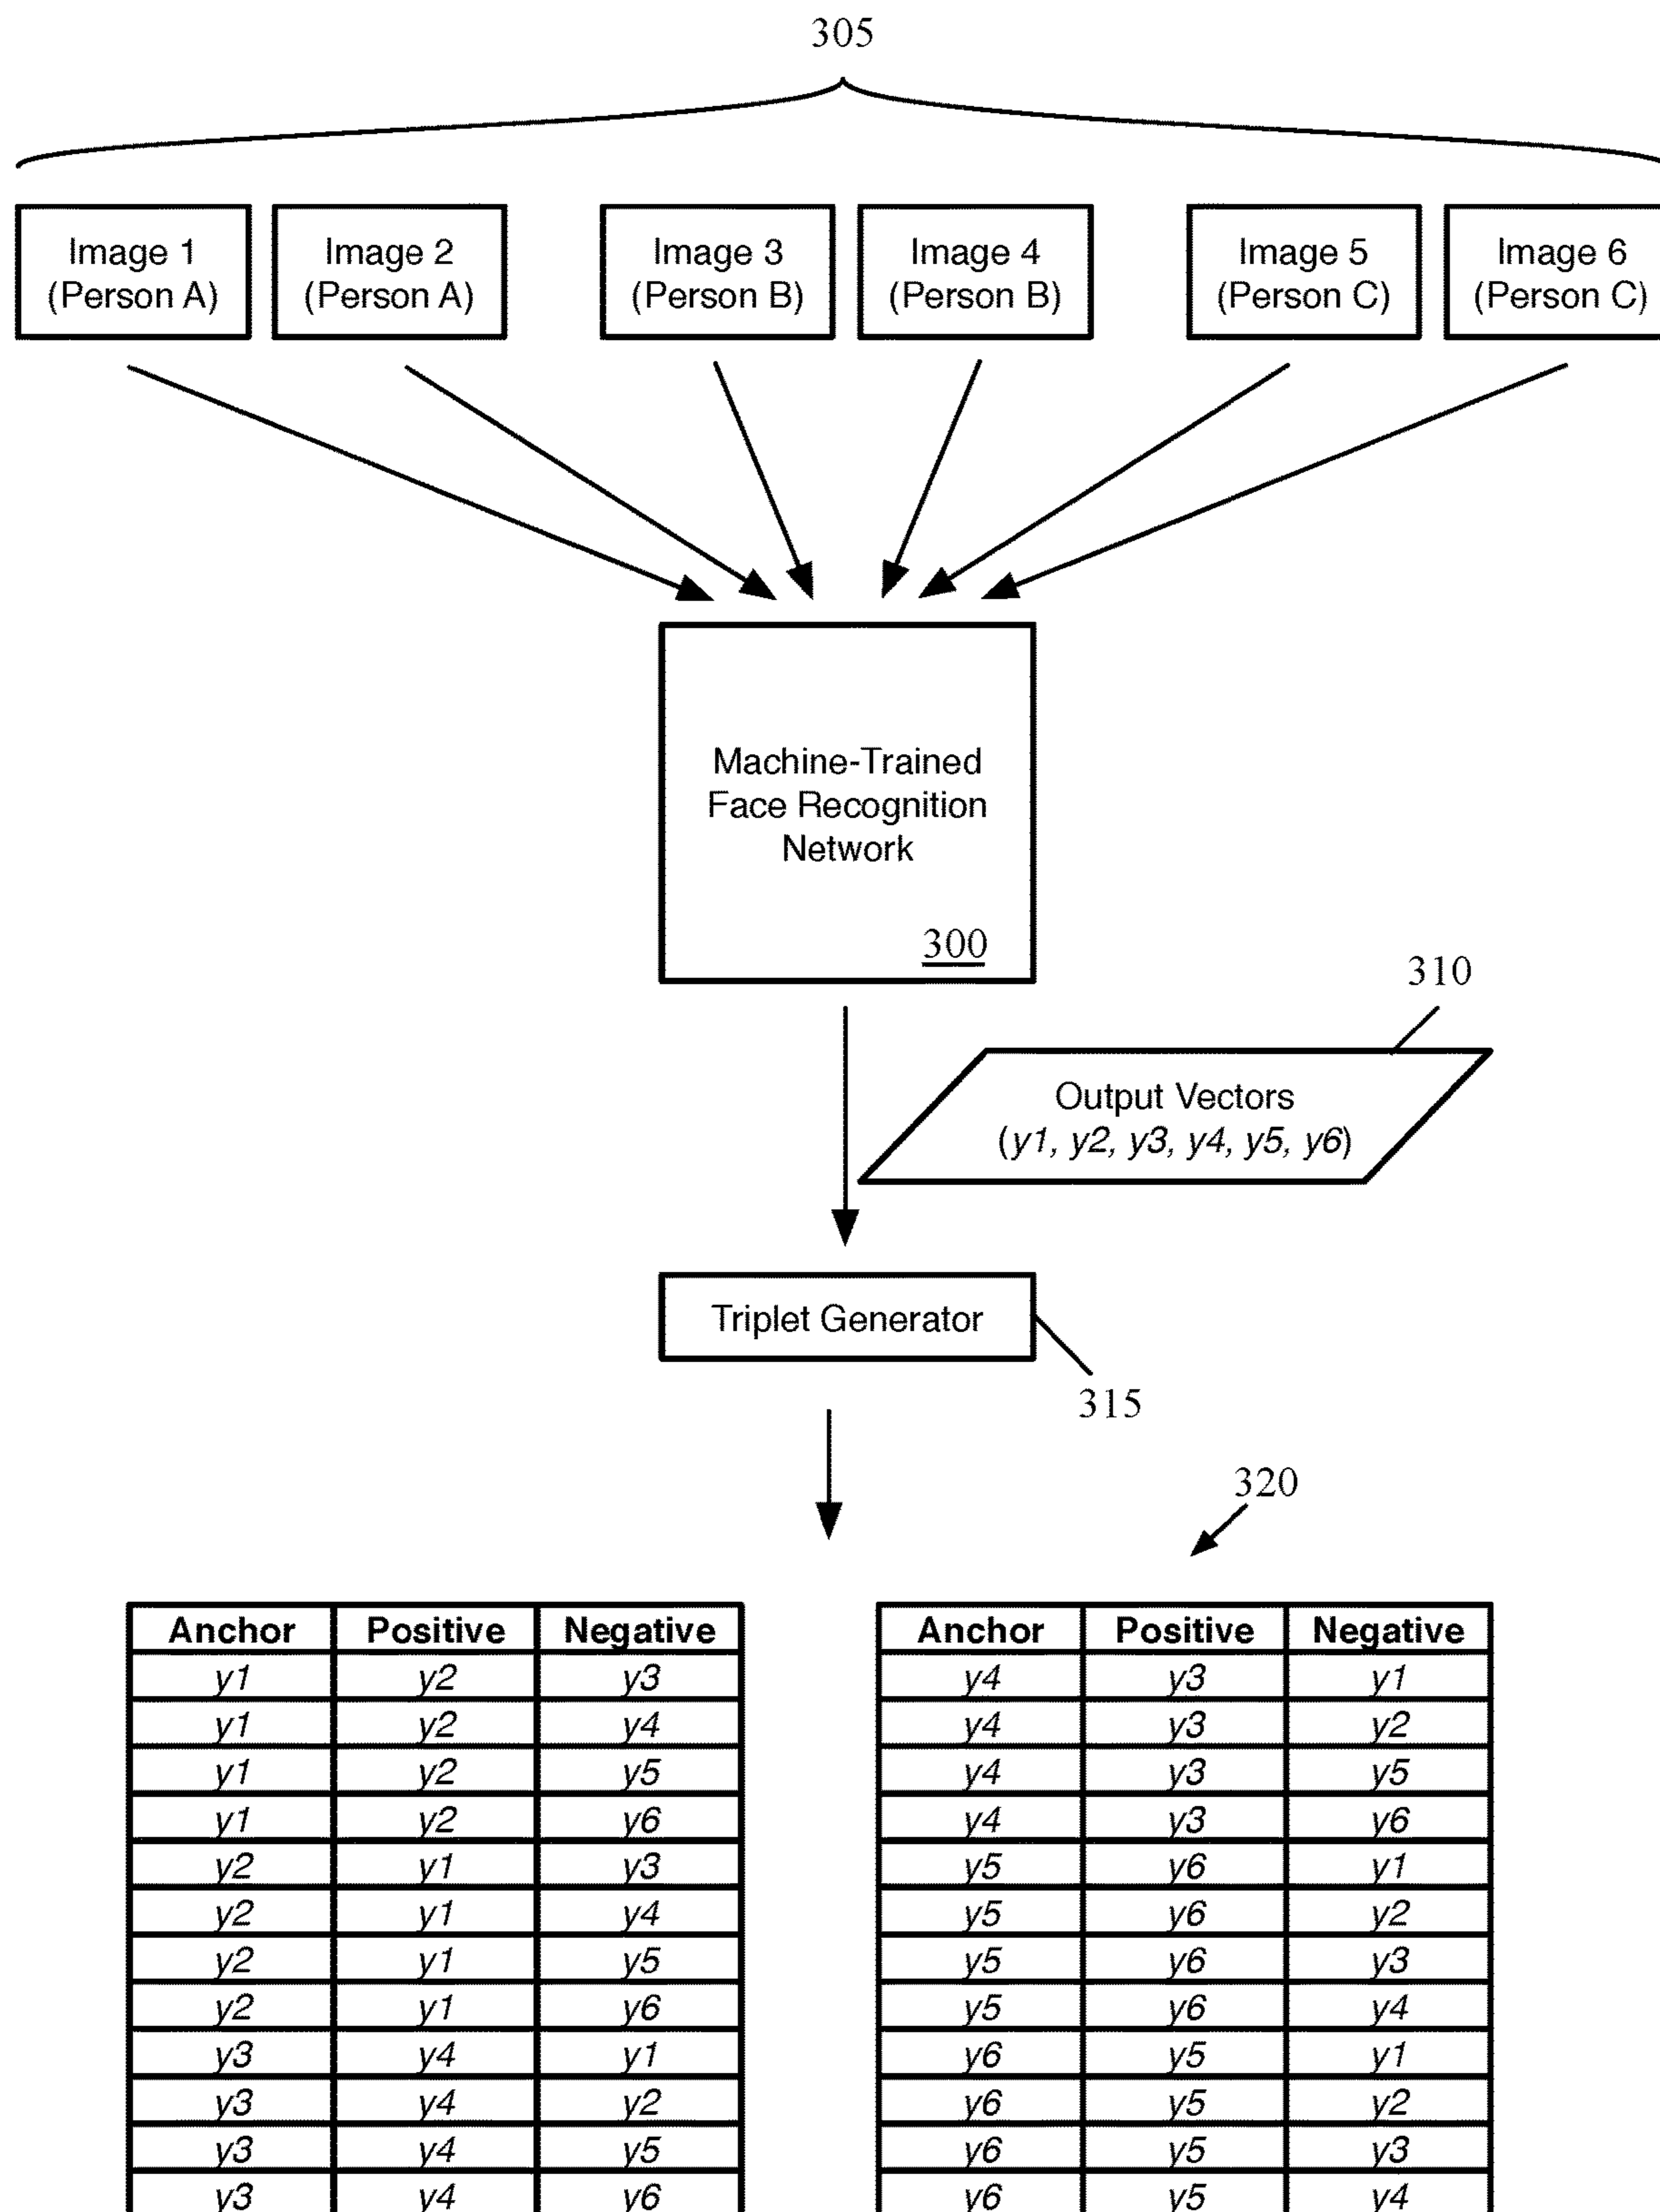 305
Image 1
(Person A)
Image 2
(Person A)
Image 3
(Person B)
Image 4
(Person B)
Image 5
(Person C)
Image 6
(Person C)
Machine-Trained
Face Recognition
Network
300
310
Output Vectors
(y1, y2, y3, y4, y5, y6)
Triplet Generator
315
320
Anchor Positive Negative
y1 y2 y3
y1 y2 y4
y1 y2 y5
y1 y2 y6
y2 y1 y3
y2 y1 y4
y2 y1 y5
y2 y1 y6
y3 y4 y1
y3 y4 y2
y3 y4 y5
y3 y4 y6
Anchor Positive Negative
y4 y3 y1
y4 y3 y2
y4 y3 y5
y4 y3 y6
y5 y6 y1
y5 y6 y2
y5 y6 y3
y5 y6 y4
y6 y5 y1
y6 y5 y2
y6 y5 y3
y6 y5 y4